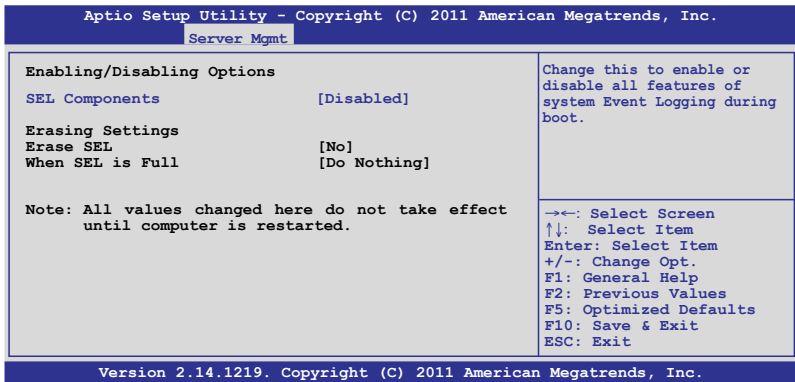 Aptio Setup Utility - Copyright (C) 2011 American Megatrends, Inc.
Server Mgmt
Enabling/Disabling Options
SEL Components [Disabled]
Erasing Settings
Erase SEL [No]
When SEL is Full [Do Nothing]
Note: All values changed here do not take effect
until computer is restarted.
Change this to enable or
disable all features of
system Event Logging during
boot.
→←: Select Screen
↑↓: Select Item
Enter: Select Item
+/-: Change Opt.
F1: General Help
F2: Previous Values
F5: Optimized Defaults
F10: Save & Exit
ESC: Exit
Version 2.14.1219. Copyright (C) 2011 American Megatrends, Inc.